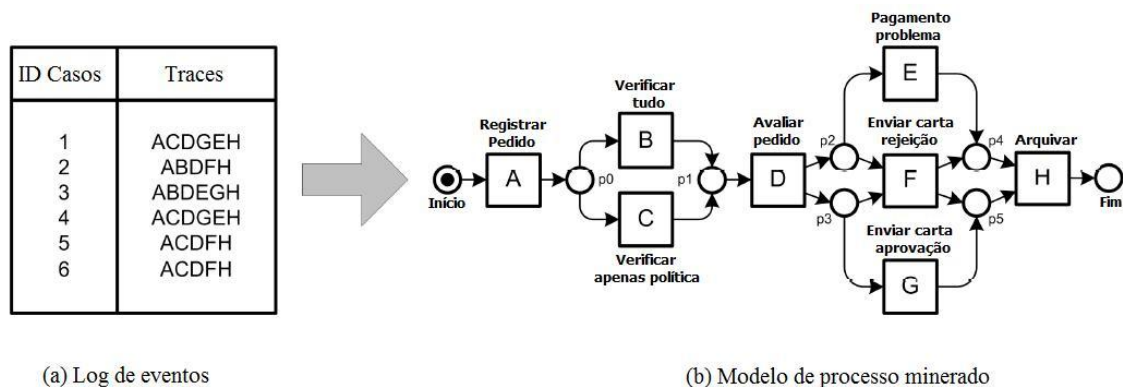 ID Casos Traces
1 ACDGEH
2 ABDFH
3 ABDEGH
4 ACDGEH
5 ACDFH
6 ACDFH
(a) Log de eventos
Início
Registrar
Pedido
A
p0
Verificar
tudo
B
C
Verificar
apenas política
p1
Avaliar
pedido
D
p2
p3
Pagamento
problema
E
Enviar carta
rejeição
F
Enviar carta
aprovação
G
p4
p5
Arquivar
H
Fim
(b) Modelo de processo minerado